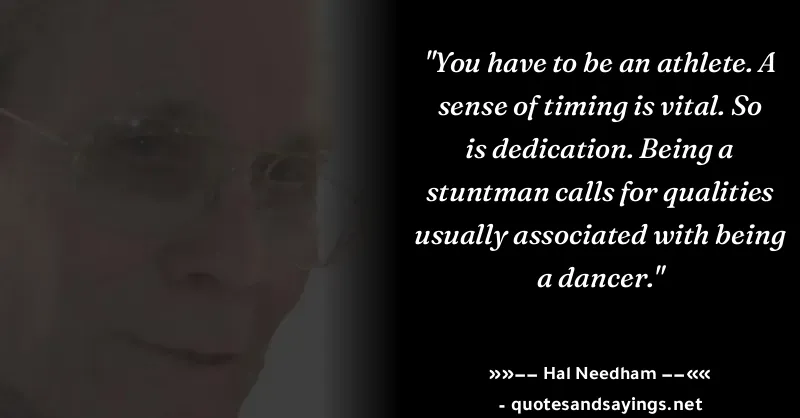 "You have to be an athlete. A
sense of timing is vital. So
is dedication. Being a
stuntman calls for qualities
usually associated with being
a dancer."
»»–– Hal Needham ––««
- quotesandsayings.net